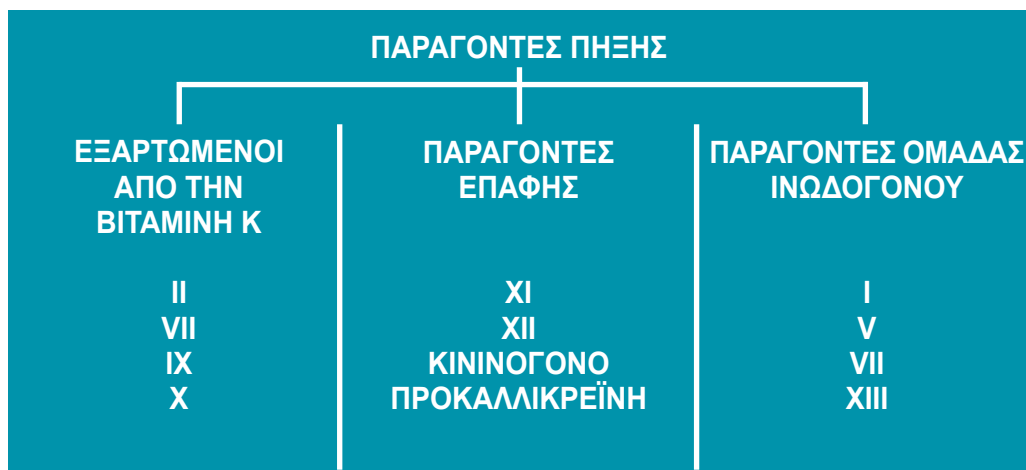 ΠΑΡΑΓΟΝΤΕΣ ΠΗΞΗΣ
ΕΞΑΡΤΩΜΕΝΟΙ
ΑΠΟ ΤΗΝ
ΒΙΤΑΜΙΝΗ Κ
II
VII
IX
X
ΠΑΡΑΓΟΝΤΕΣ
ΕΠΑΦΗΣ
XI
XII
ΚΙΝΙΝΟΓΟΝΟ
ΠΡΟΚΑΛΛΙΚΡΕΪΝΗ
ΠΑΡΑΓΟΝΤΕΣ ΟΜΑΔΑΣ
ΙΝΩΔΟΓΟΝΟΥ
I
V
VII
XIII